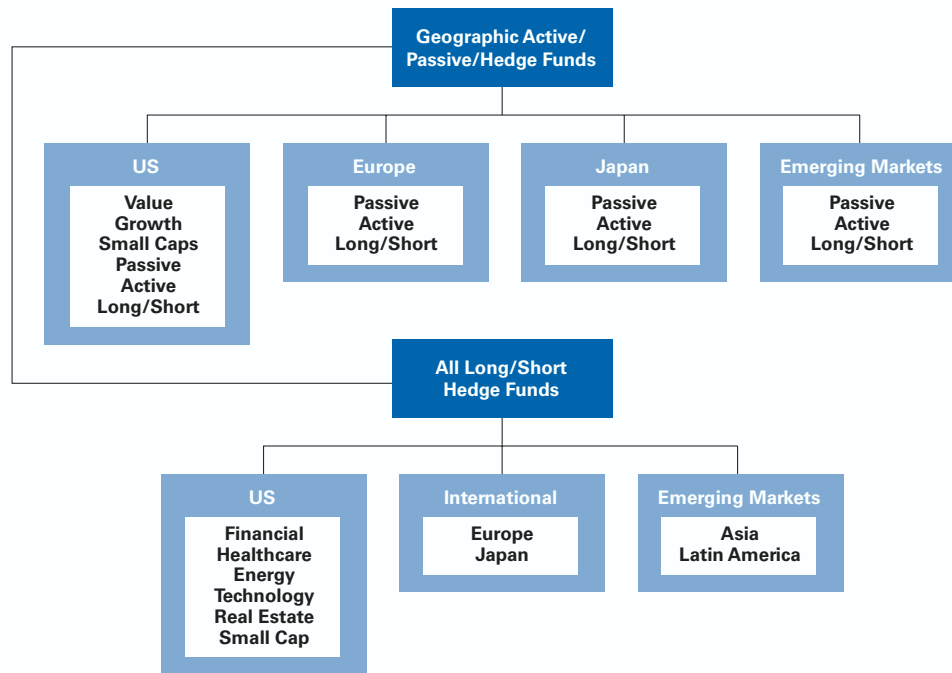 Geographic Active/
Passive/Hedge Funds
US
Value
Growth
Small Caps
Passive
Active
Long/Short
Europe
Passive
Active
Long/Short
Japan
Passive
Active
Long/Short
Emerging Markets
Passive
Active
Long/Short
All Long/Short
Hedge Funds
US
Financial
Healthcare
Energy
Technology
Real Estate
Small Cap
International
Europe
Japan
Emerging Markets
Asia
Latin America